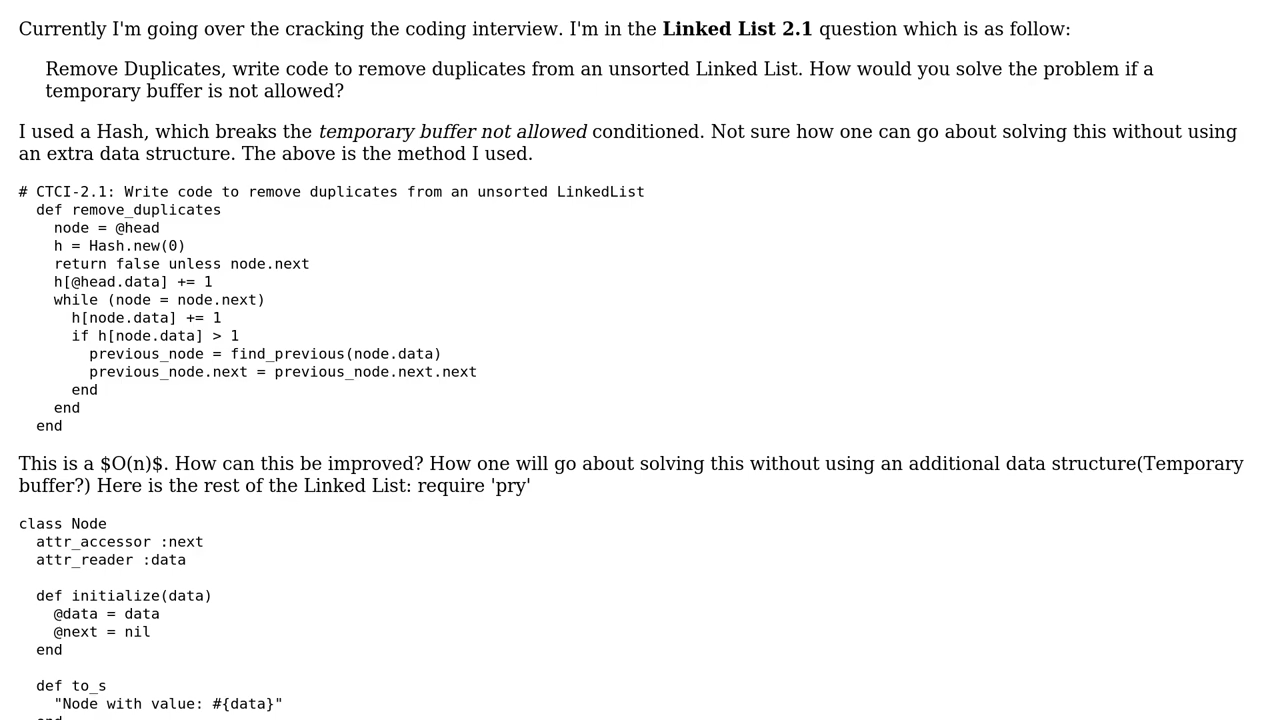 Currently I'm going over the cracking the coding interview. I'm in the Linked List 2.1 question which is as follow:
Remove Duplicates, write code to remove duplicates from an unsorted Linked List. How would you solve the problem if a
temporary buffer is not allowed?
I used a Hash, which breaks the temporary buffer not allowed conditioned. Not sure how one can go about solving this without using
an extra data structure. The above is the method I used.
# CTCI-2.1: Write code to remove duplicates from an unsorted LinkedList
  def remove_duplicates
    node = @head
    h = Hash.new(0)
    return false unless node.next
    h[@head.data] += 1
    while (node = node.next)
      h[node.data] += 1
      if h[node.data] > 1
        previous_node = find_previous(node.data)
        previous_node.next = previous_node.next.next
      end
    end
  end
This is a $O(n)$. How can this be improved? How one will go about solving this without using an additional data structure(Temporary
buffer?) Here is the rest of the Linked List: require 'pry'
class Node
  attr_accessor :next
  attr_reader :data
  def initialize(data)
    @data = data
    @next = nil
  end
  def to_s
    "Node with value: #{data}"
  end